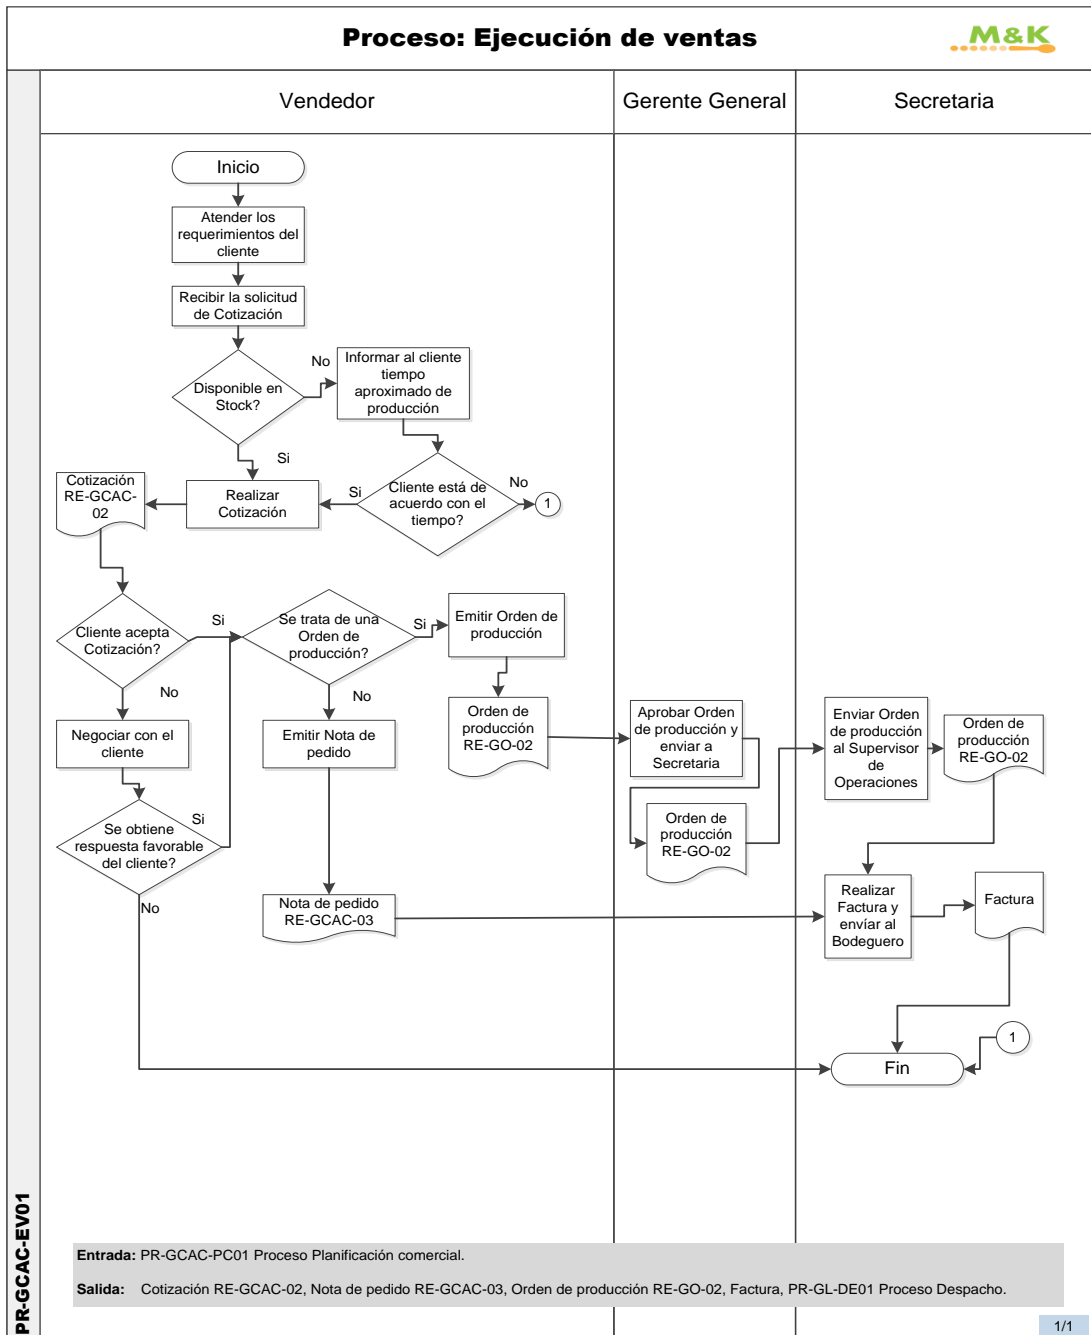 Proceso: Ejecución de ventas
M&K
Vendedor
Gerente General
Secretaria
Inicio
Atender los
requerimientos del
cliente
Recibir la solicitud
de Cotización
Disponible en
Stock?
No
Informar al cliente
tiempo
aproximado de
producción
Si
Cliente está de
acuerdo con el
tiempo?
No
1
Si
Realizar
Cotización
Cotización
RE-GCAC-
02
Cliente acepta
Cotización?
Si
No
Se trata de una
Orden de
producción?
Si
No
Emitir Orden de
producción
Orden de
producción
RE-GO-02
Negociar con el
cliente
Emitir Nota de
pedido
Se obtiene
respuesta favorable
del cliente?
Si
No
Nota de pedido
RE-GCAC-03
Aprobar Orden
de producción y
enviar a
Secretaria
Orden de
producción
RE-GO-02
Enviar Orden
de producción
al Supervisor
de
Operaciones
Orden de
producción
RE-GO-02
Realizar
Factura y
envíar al
Bodeguero
Factura
1
Fin
PR-GCAC-EV01
Entrada: PR-GCAC-PC01 Proceso Planificación comercial.
Salida: Cotización RE-GCAC-02, Nota de pedido RE-GCAC-03, Orden de producción RE-GO-02, Factura, PR-GL-DE01 Proceso Despacho.
1/1